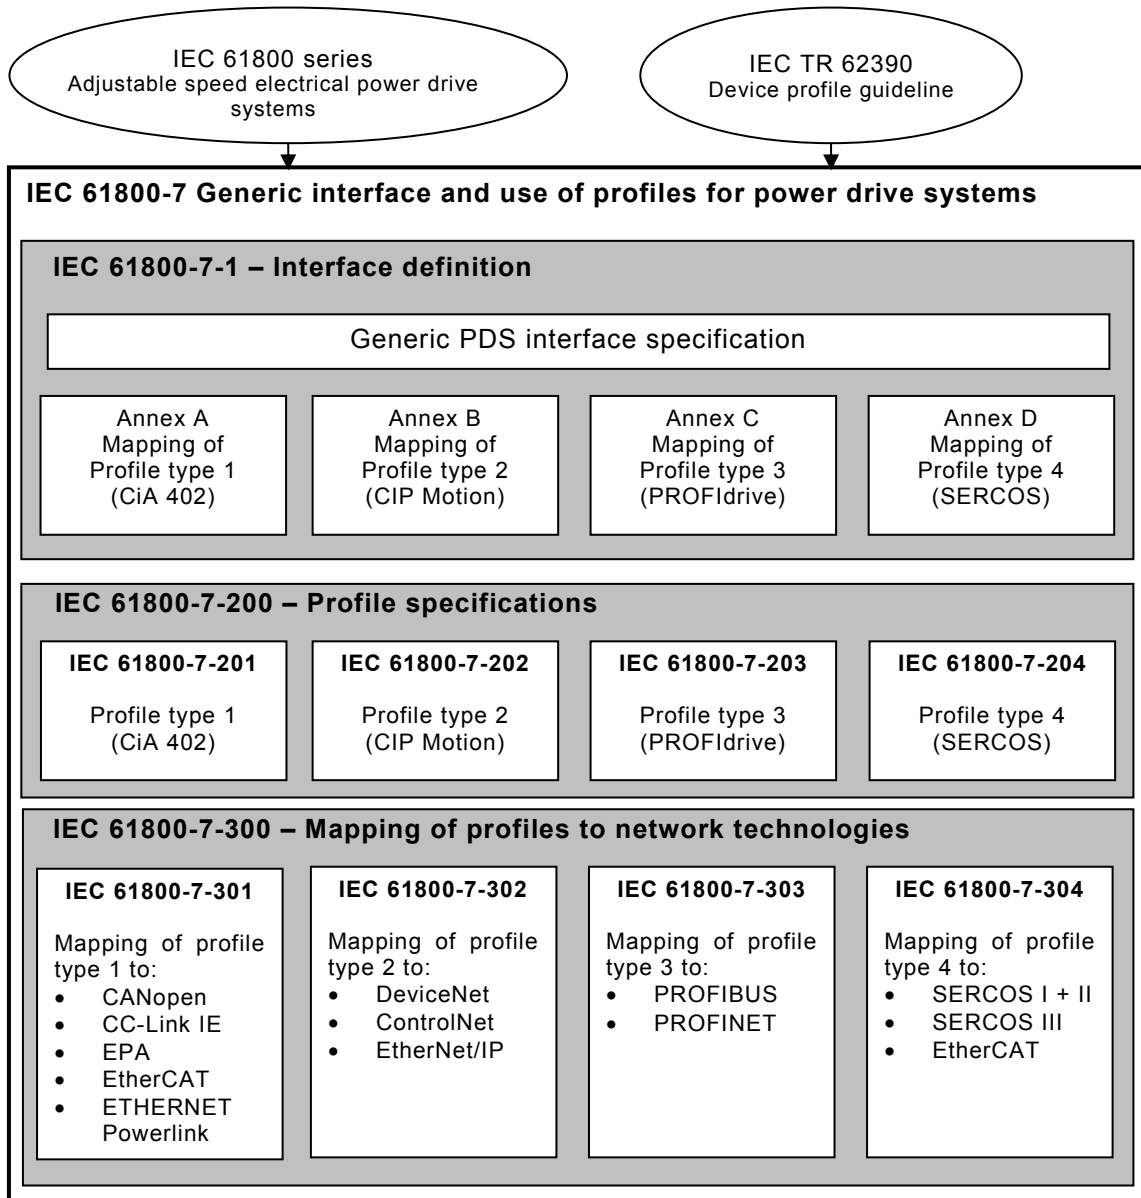 IEC 61800 series
Adjustable speed electrical power drive
systems
IEC TR 62390
Device profile guideline
IEC 61800-7 Generic interface and use of profiles for power drive systems
IEC 61800-7-1 – Interface definition
Generic PDS interface specification
Annex A
Mapping of
Profile type 1
(CiA 402)
Annex B
Mapping of
Profile type 2
(CIP Motion)
Annex C
Mapping of
Profile type 3
(PROFIdrive)
Annex D
Mapping of
Profile type 4
(SERCOS)
IEC 61800-7-200 – Profile specifications
IEC 61800-7-201
Profile type 1
(CiA 402)
IEC 61800-7-202
Profile type 2
(CIP Motion)
IEC 61800-7-203
Profile type 3
(PROFIdrive)
IEC 61800-7-204
Profile type 4
(SERCOS)
IEC 61800-7-300 – Mapping of profiles to network technologies
IEC 61800-7-301
Mapping of profile
type 1 to:
• CANopen
• CC-Link IE
• EPA
• EtherCAT
• ETHERNET
Powerlink
IEC 61800-7-302
Mapping of profile
type 2 to:
• DeviceNet
• ControlNet
• EtherNet/IP
IEC 61800-7-303
Mapping of profile
type 3 to:
• PROFIBUS
• PROFINET
IEC 61800-7-304
Mapping of profile
type 4 to:
• SERCOS I + II
• SERCOS III
• EtherCAT